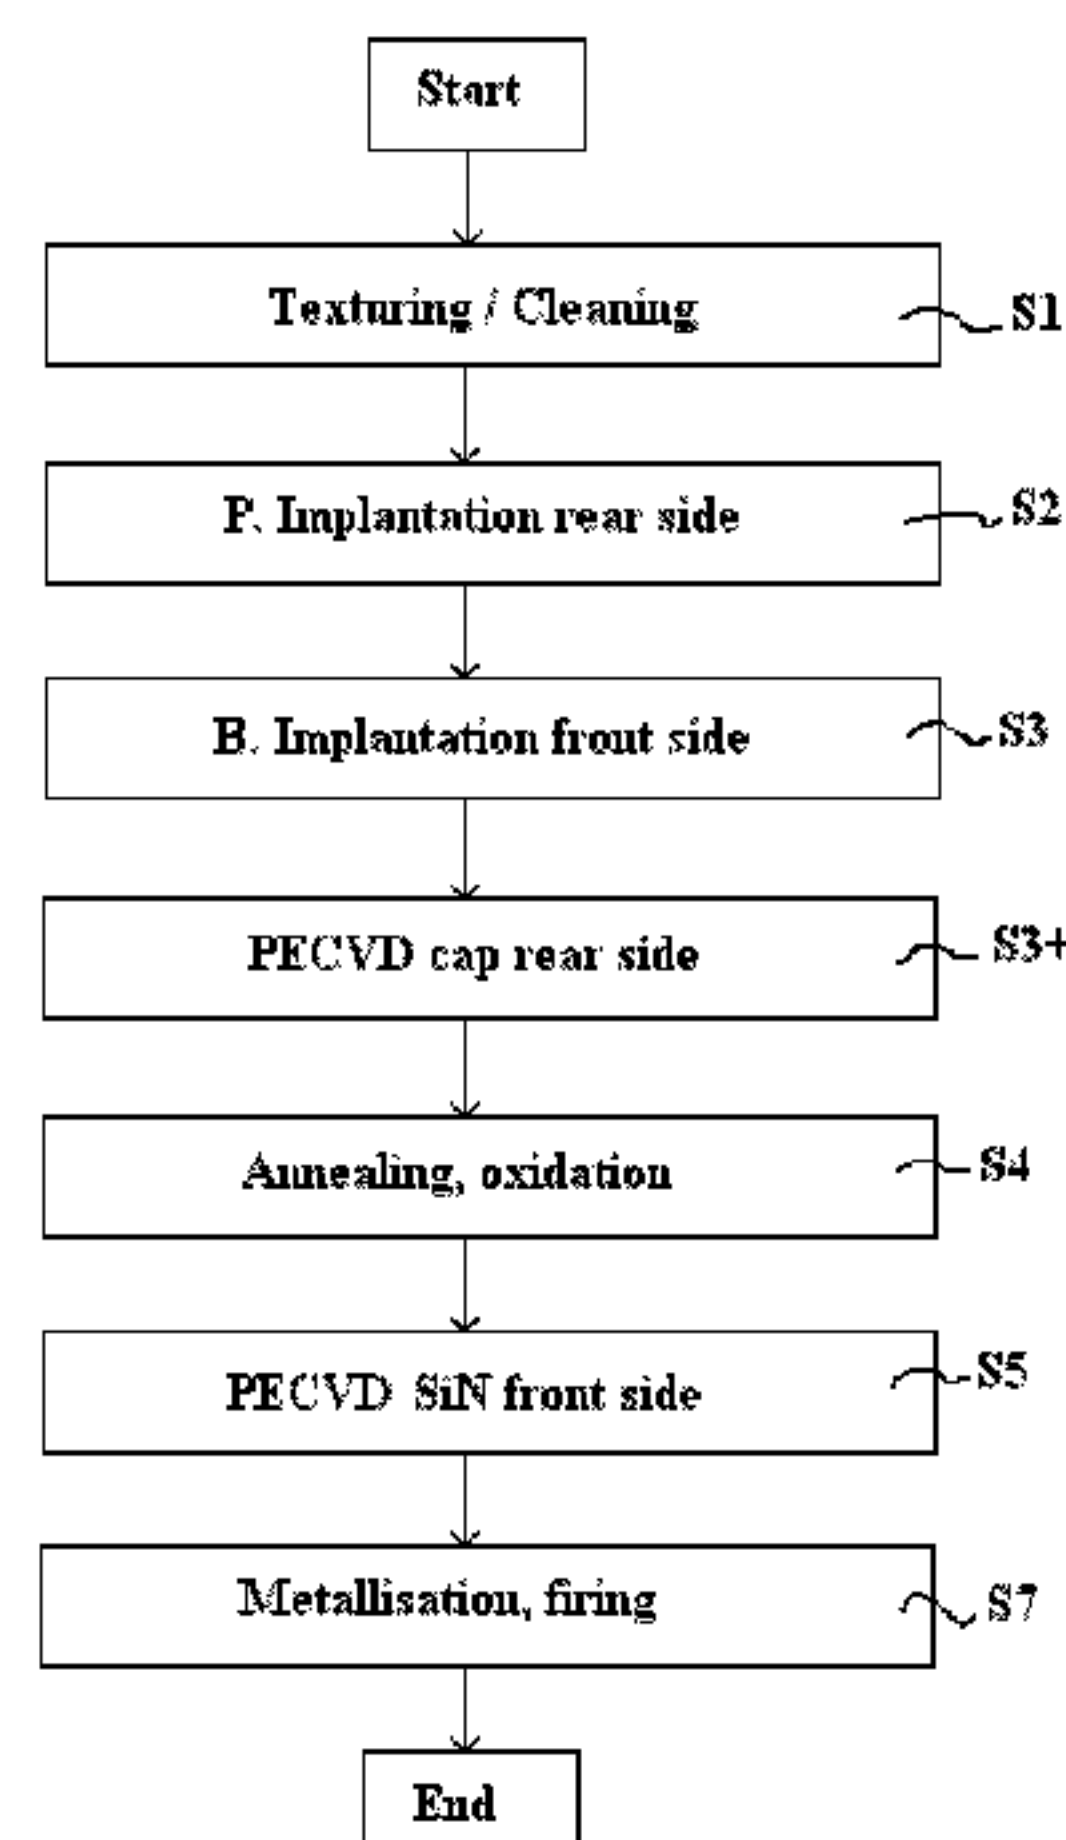 Start
Texturing / Cleaning
S1
P. Implantation rear side
S2
B. Implantation frout side
S3
PECVD cap rear side
S3+
Annealing, oxidation
S4
PECVD SiN front side
S5
Metallisation, firing
S7
End